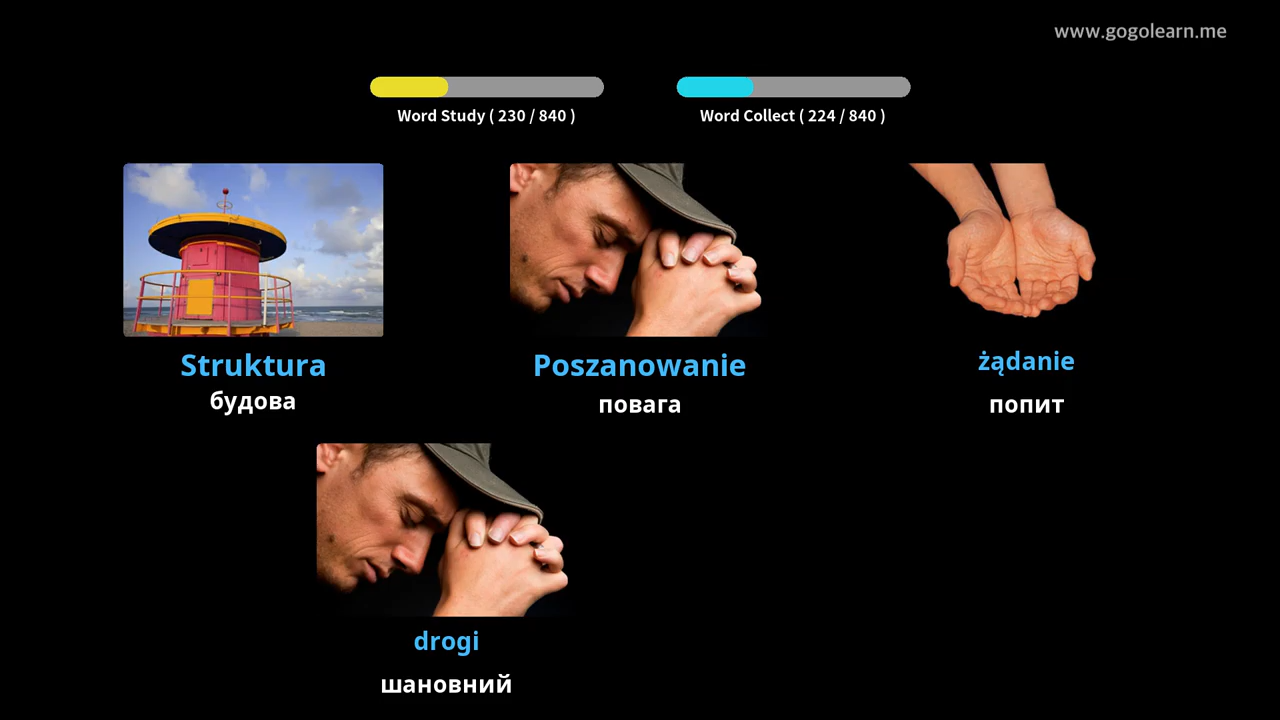 www.gogolearn.me
Word Study ( 230 / 840 )
Word Collect ( 224 / 840 )
Struktura
будова
Poszanowanie
повага
żądanie
попит
drogi
шановний